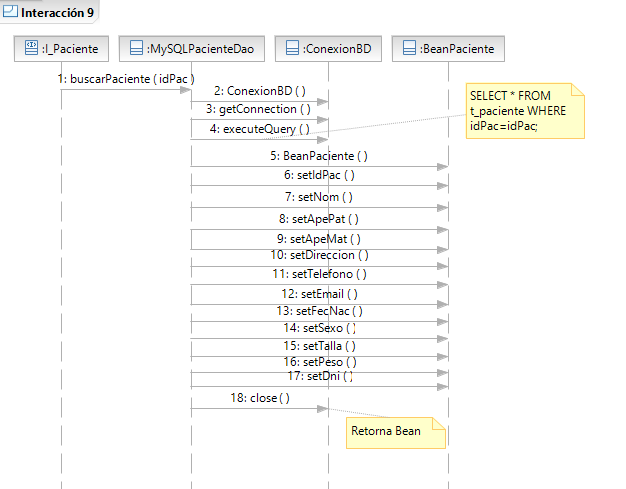 Interacción 9
:I_Paciente
:MySQLPacienteDao
:ConexionBD
:BeanPaciente
1: buscarPaciente ( idPac )
2: ConexionBD ( )
3: getConnection ( )
4: executeQuery ( )
SELECT * FROM
t_paciente WHERE
idPac=idPac;
5: BeanPaciente ( )
6: setIdPac ( )
7: setNom ( )
8: setApePat ( )
9: setApeMat ( )
10: setDireccion ( )
11: setTelefono ( )
12: setEmail ( )
13: setFecNac ( )
14: setSexo ( )
15: setTalla ( )
16: setPeso ( )
17: setDni ( )
18: close ( )
Retorna Bean